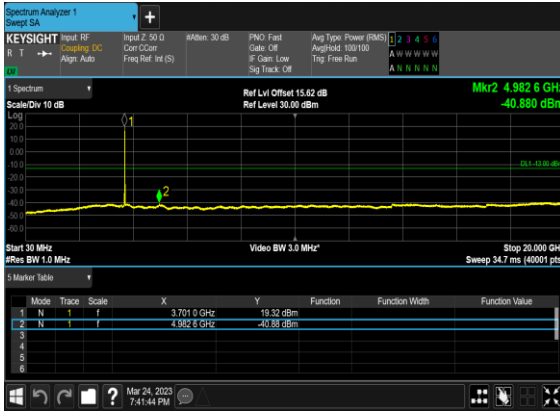 Spectrum Analyzer 1
Swept SA
+
KEYSIGHT
R T
Input: RF
Coupling: DC
Align: Auto
Input Z: 50 Ω
Corr CCorr
Freq Ref: Int (S)
#Atten: 30 dB
PNO: Fast
Gate: Off
IF Gain: Low
Sig Track: Off
Avg Type: Power (RMS)
Avg|Hold: 100/100
Trig: Free Run
1 2 3 4 5 6
A W W W W W
A N N N N N
1 Spectrum
Scale/Div 10 dB
Ref Lvl Offset 15.62 dB
Ref Level 30.00 dBm
Mkr2 4.982 6 GHz
-40.880 dBm
Log
20.0
10.0
0.00
-10.0
-20.0
-30.0
-40.0
-50.0
-60.0
1
2
DL1 -13.00 dBm
Start 30 MHz
#Res BW 1.0 MHz
Video BW 3.0 MHz*
Stop 20.000 GHz
Sweep 34.7 ms (40001 pts)
5 Marker Table
Mode Trace Scale X Y Function Function Width Function Value
1 N 1 f 3.701 0 GHz 19.32 dBm
2 N 1 f 4.982 6 GHz -40.88 dBm
3
4
5
6
?
Mar 24, 2023
7:41:44 PM